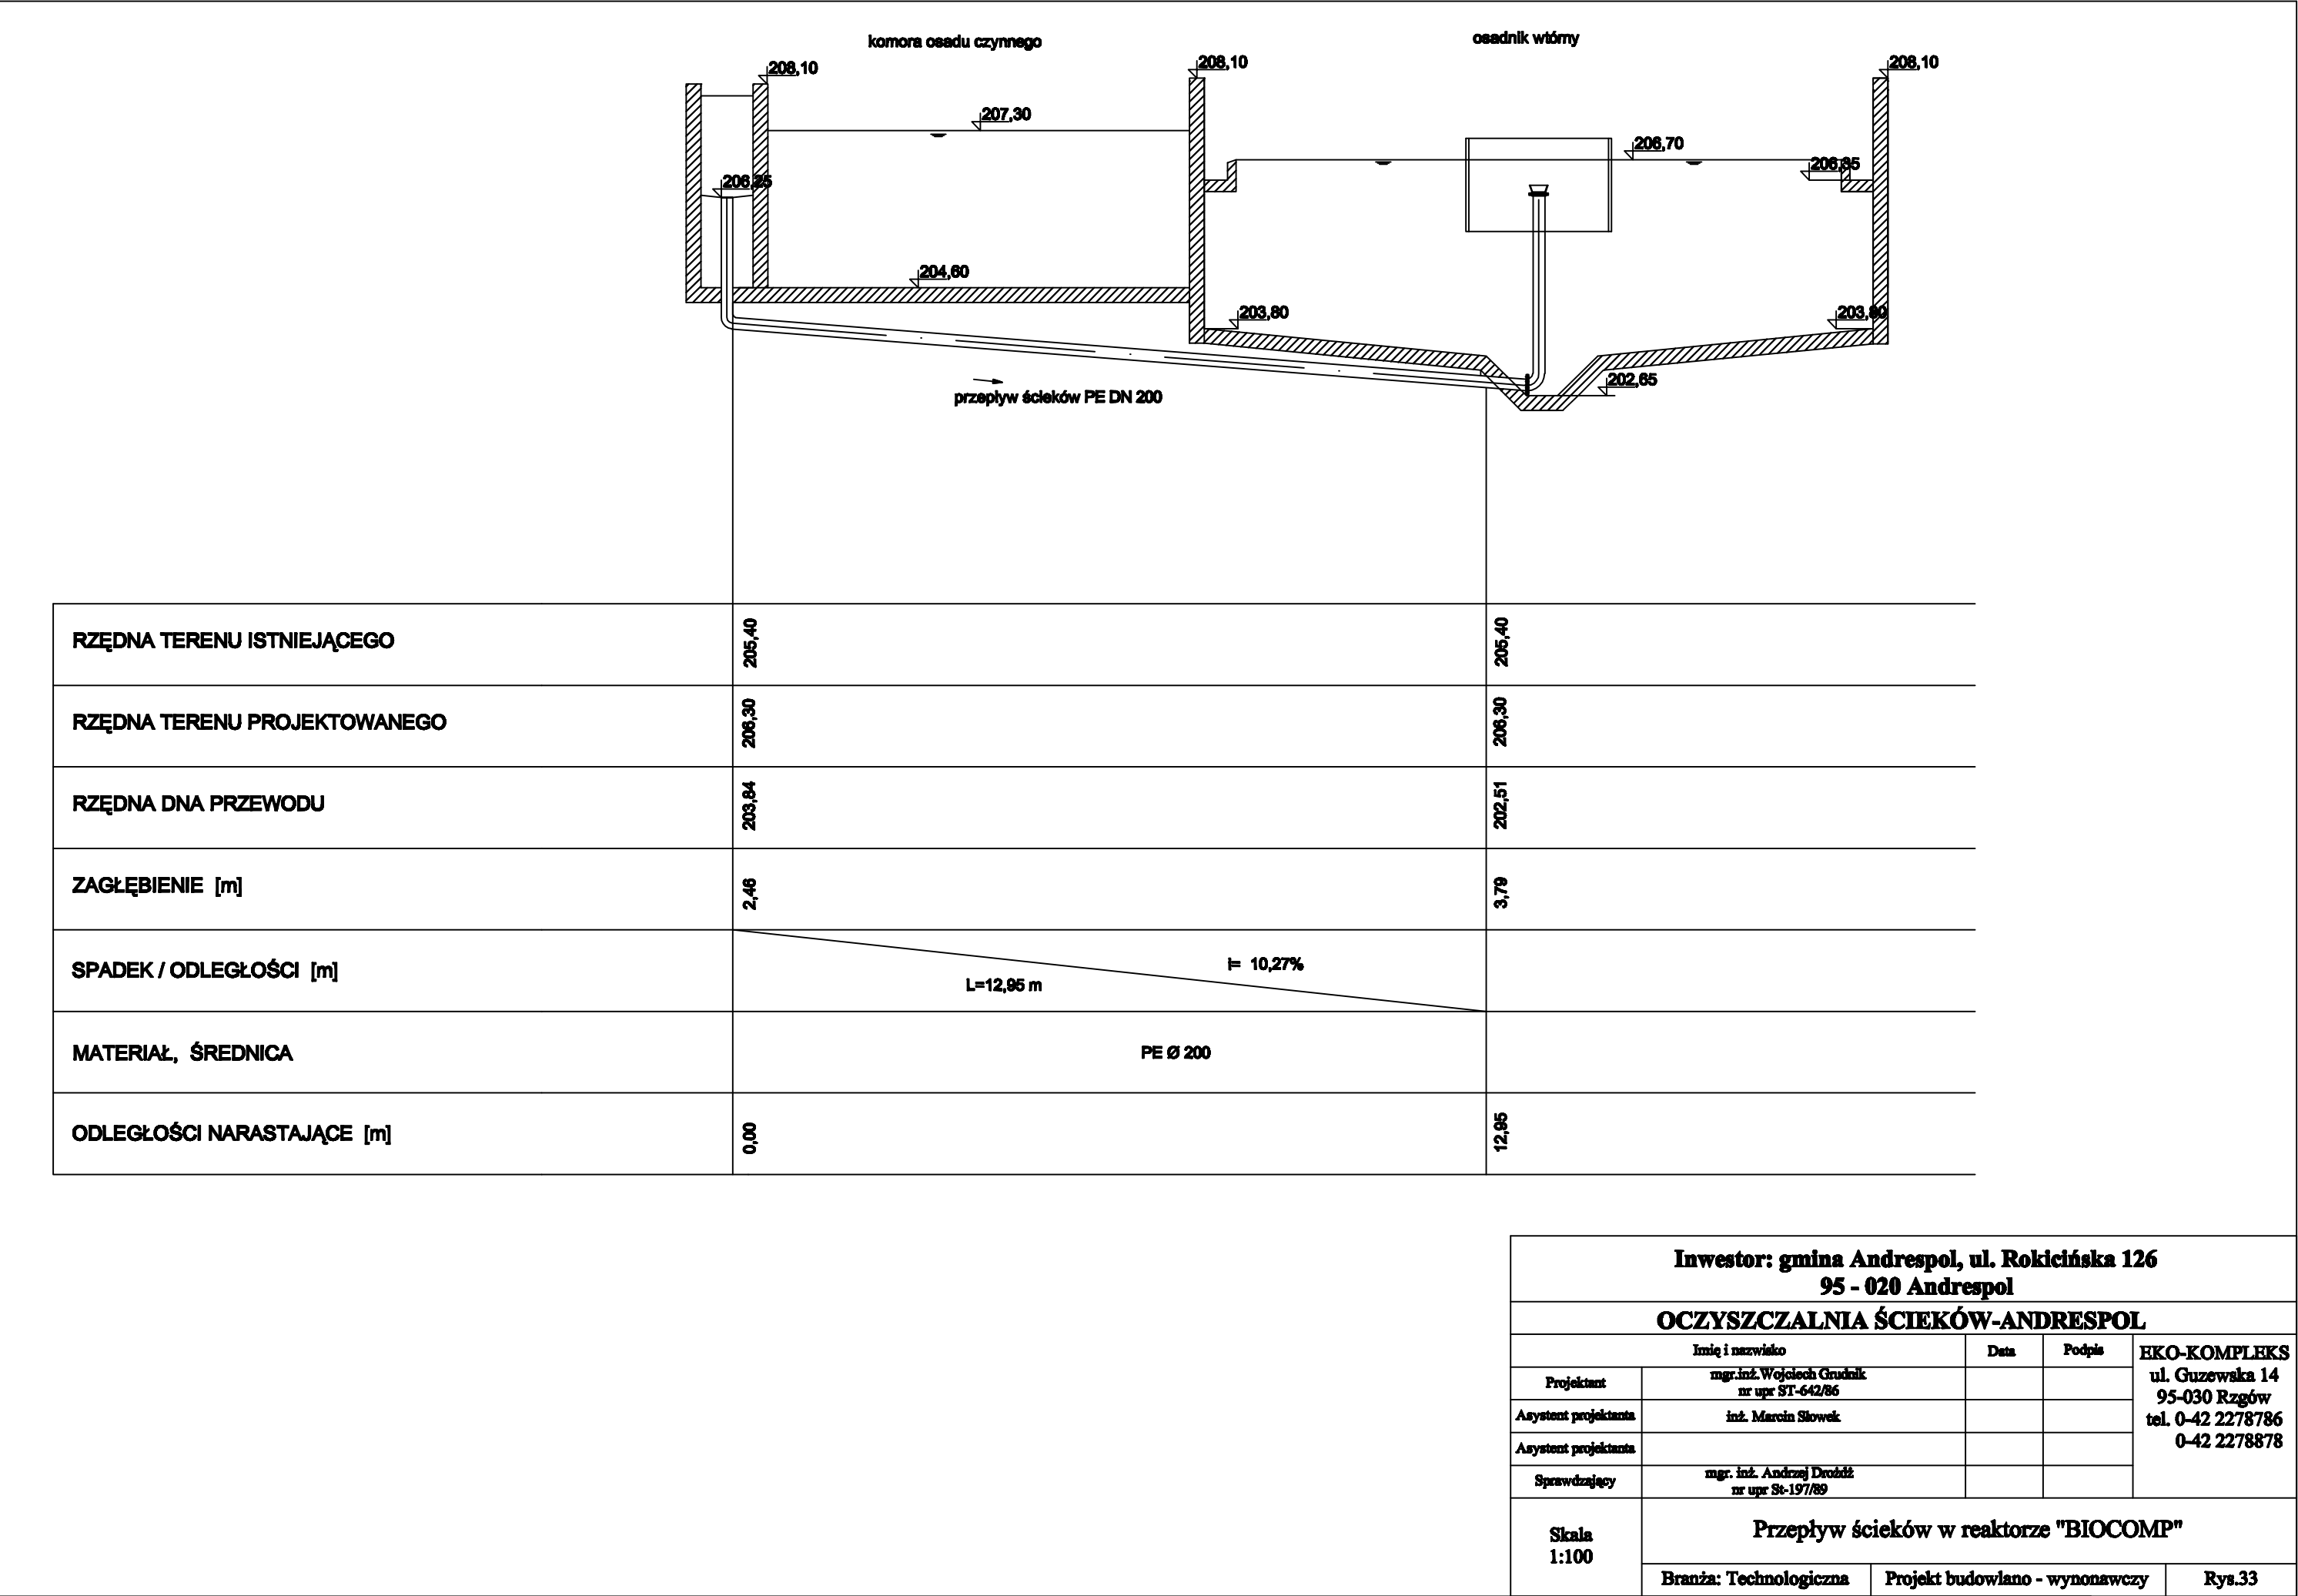 komora osadu czynnego
osadnik wtórny
208,10
208,10
208,10
207,30
206,70
206,35
206,25
204,60
203,80
203,80
202,65
przepływ ścieków PE DN 200
RZĘDNA TERENU ISTNIEJĄCEGO 205,40 205,40
RZĘDNA TERENU PROJEKTOWANEGO 206,30 206,30
RZĘDNA DNA PRZEWODU 203,84 202,51
ZAGŁĘBIENIE [m] 2,46 3,79
SPADEK / ODLEGŁOŚCI [m] L=12,95 m i= 10,27%
MATERIAŁ, ŚREDNICA PE Ø 200
ODLEGŁOŚCI NARASTAJĄCE [m] 0,00 12,95
Inwestor: gmina Andrespol, ul. Rokicińska 126
95 - 020 Andrespol
OCZYSZCZALNIA ŚCIEKÓW-ANDRESPOL
Imię i nazwisko Data Podpis
Projektant mgr.inż.Wojciech Grudnik
nr upr ST-642/86
Asystent projektanta inż. Marcin Słowek
Asystent projektanta
Sprawdzający mgr. inż. Andrzej Drożdż
nr upr St-197/89
EKO-KOMPLEKS
ul. Guzewska 14
95-030 Rzgów
tel. 0-42 2278786
0-42 2278878
Skala
1:100
Przepływ ścieków w reaktorze "BIOCOMP"
Branża: Technologiczna Projekt budowlano - wynonawczy Rys.33